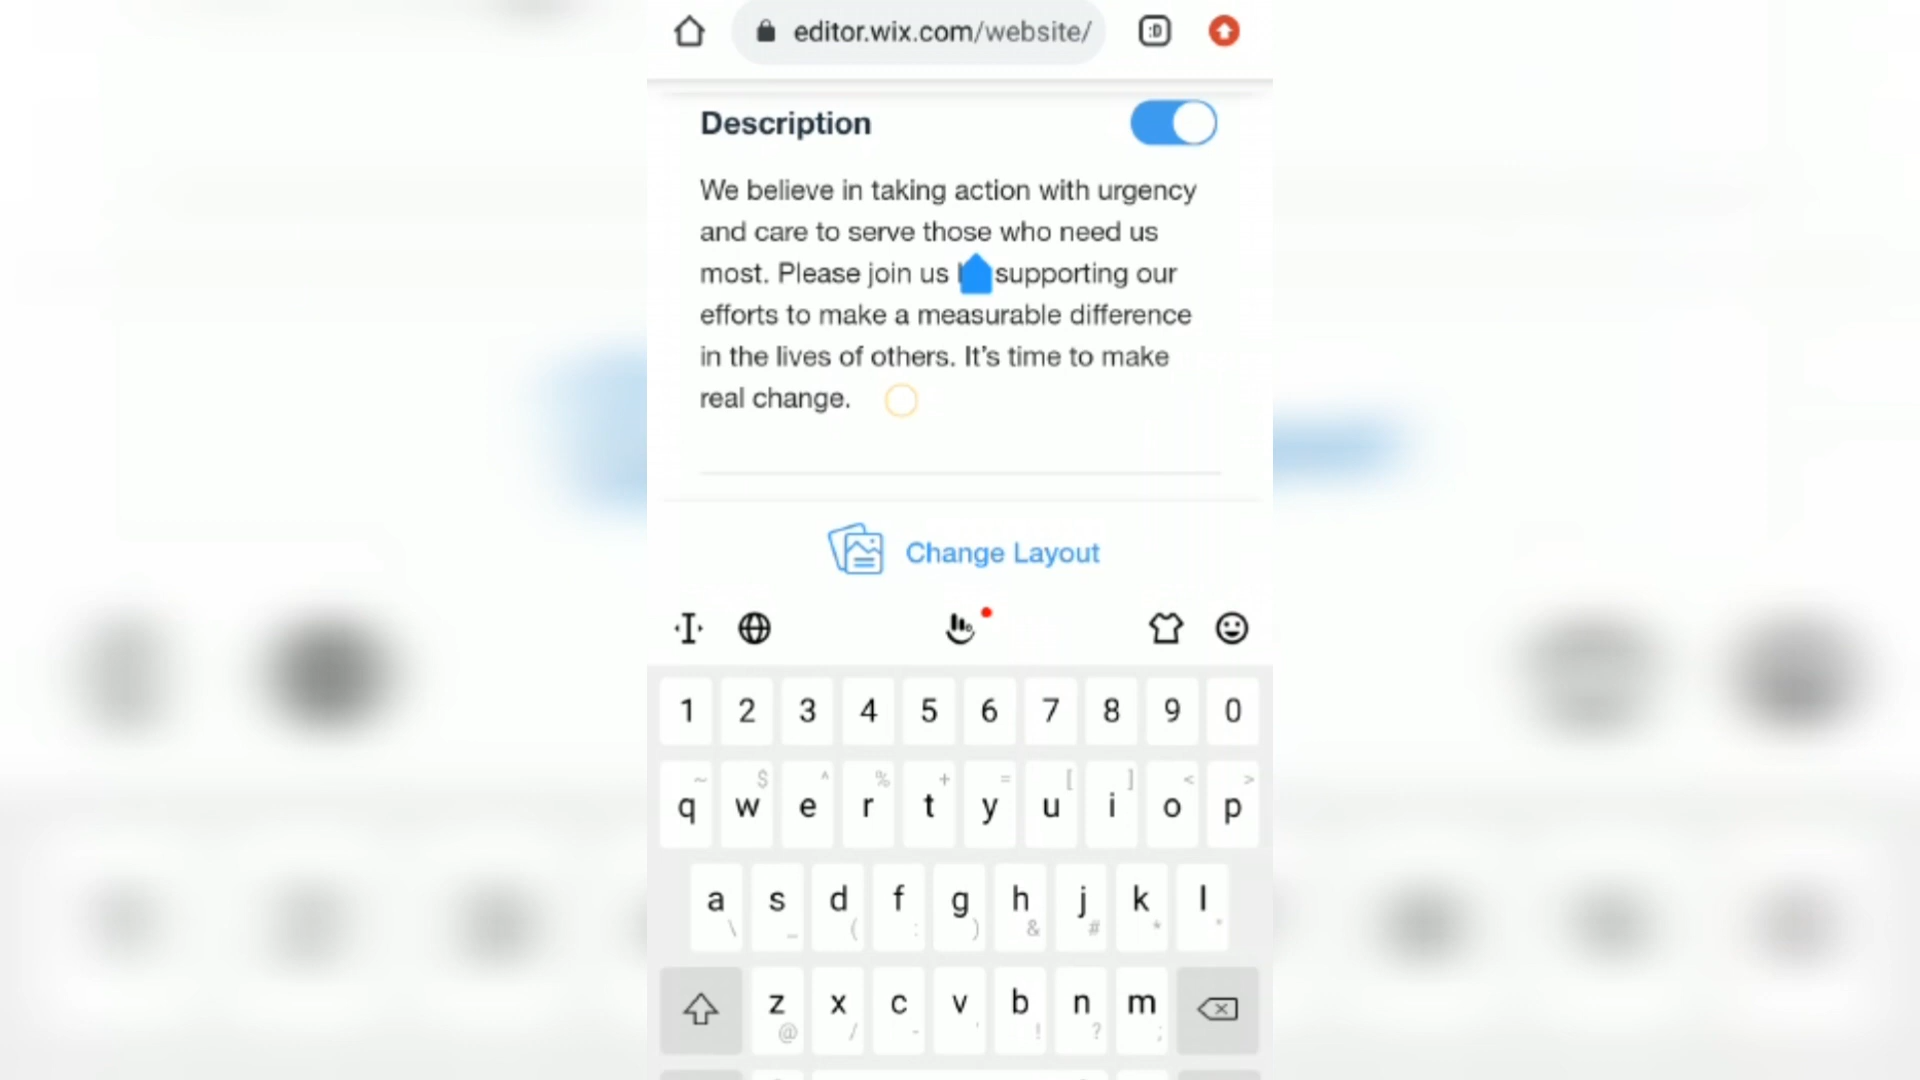 :D
editor.wix.com/website/
Description
We believe in taking action with urgency
and care to serve those who need us
most. Please join us supporting our
efforts to make a measurable difference
in the lives of others. It’s time to make
real change.
Change Layout
1 2 3 4 5 6 7 8 9 0
~ $ ^ % + = [ ] < >
q w e r t y u i o p
a s d f g h j k l
\ _ ( : ) & # * "
z x c v b n m
@ / - ' ! ? ;